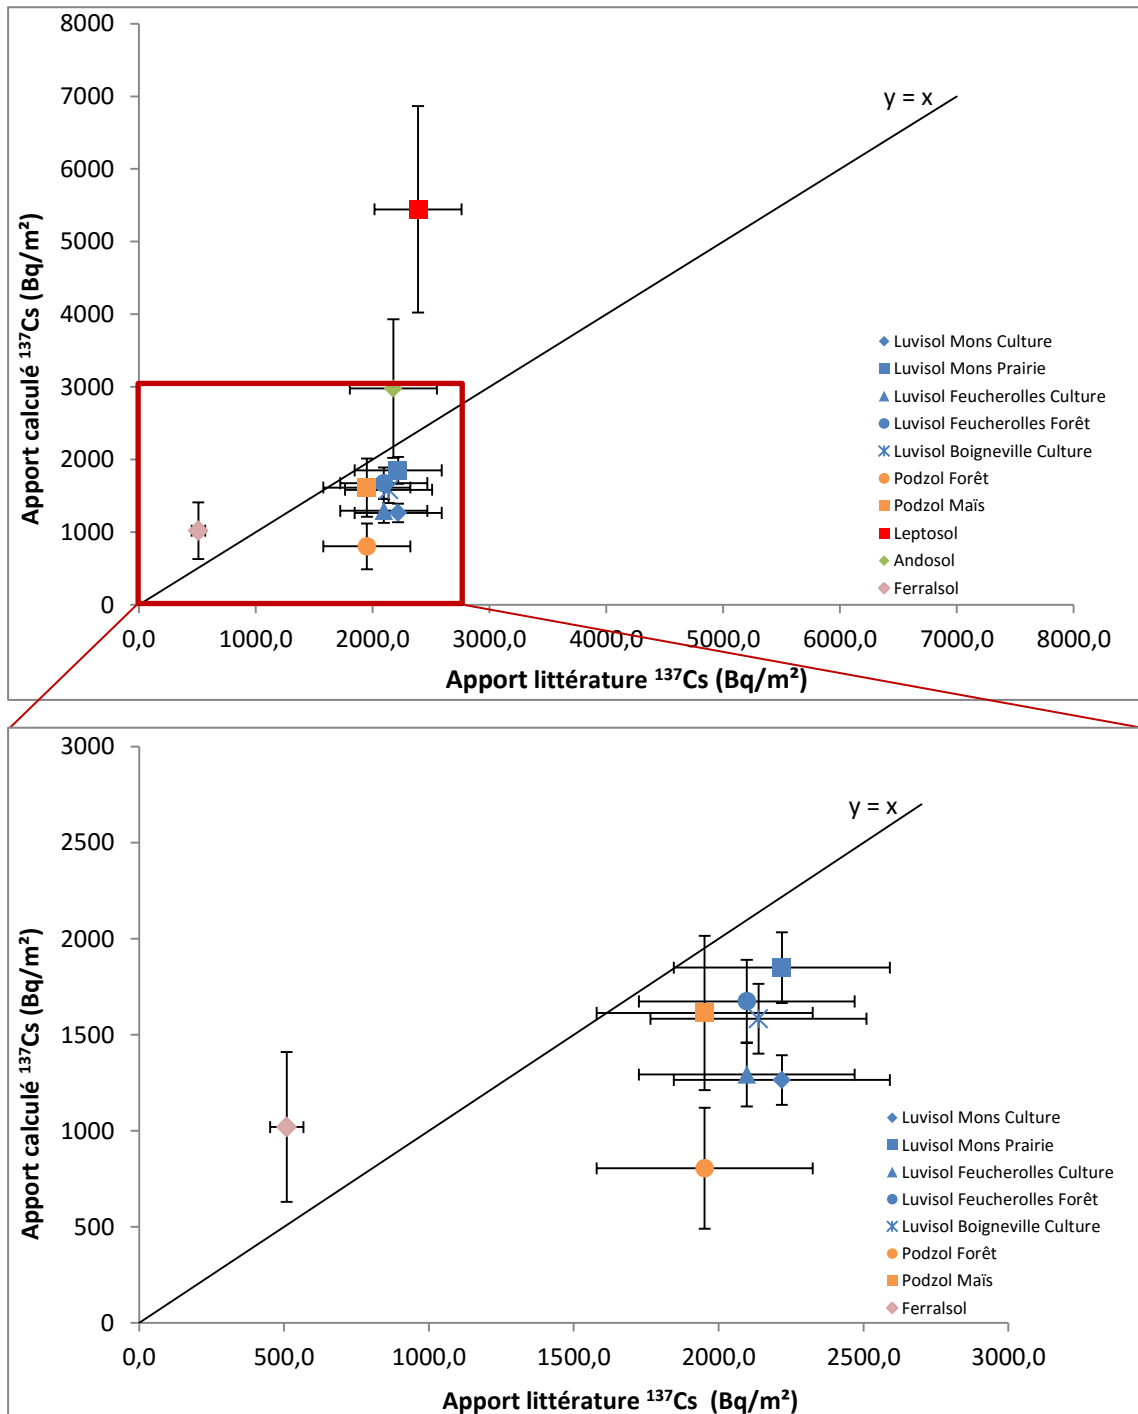 8000
7000
6000
5000
4000
3000
2000
1000
0
Apport calculé ¹³⁷Cs (Bq/m²)
y = x
Luvisol Mons Culture
Luvisol Mons Prairie
Luvisol Feucherolles Culture
Luvisol Feucherolles Forêt
Luvisol Boigneville Culture
Podzol Forêt
Podzol Maïs
Leptosol
Andosol
Ferralsol
0,0 1000,0 2000,0 3000,0 4000,0 5000,0 6000,0 7000,0 8000,0
Apport littérature ¹³⁷Cs (Bq/m²)
3000
2500
2000
1500
1000
500
0
Apport calculé ¹³⁷Cs (Bq/m²)
y = x
Luvisol Mons Culture
Luvisol Mons Prairie
Luvisol Feucherolles Culture
Luvisol Feucherolles Forêt
Luvisol Boigneville Culture
Podzol Forêt
Podzol Maïs
Ferralsol
0,0 500,0 1000,0 1500,0 2000,0 2500,0 3000,0
Apport littérature ¹³⁷Cs (Bq/m²)